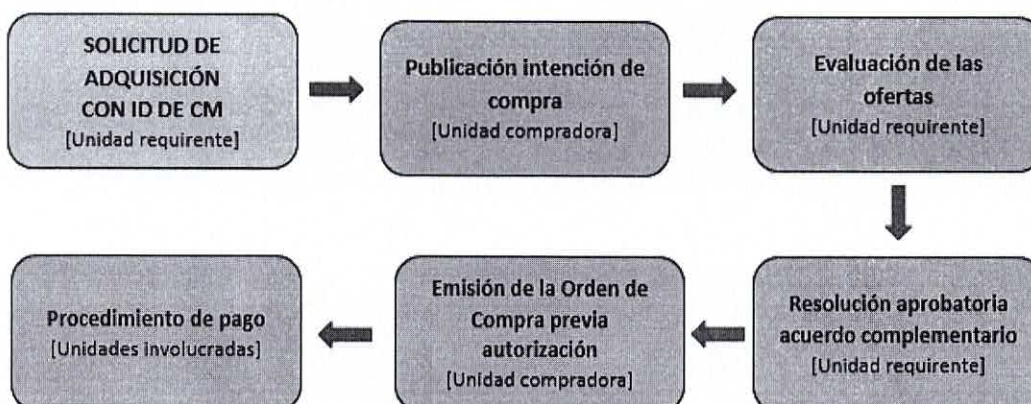 SOLICITUD DE
ADQUISICIÓN
CON ID DE CM
[Unidad requirente]
Publicación intención de
compra
[Unidad compradora]
Evaluación de las
ofertas
[Unidad requirente]
Resolución aprobatoria
acuerdo complementario
[Unidad requirente]
Emisión de la Orden de
Compra previa
autorización
[Unidad compradora]
Procedimiento de pago
[Unidades involucradas]